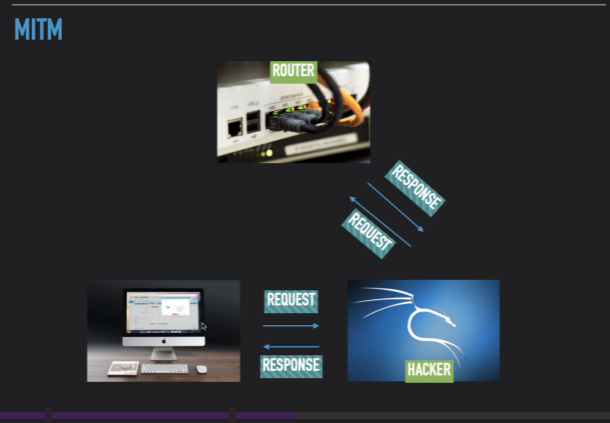 MITM
ROUTER
RESPONSE
REQUEST
REQUEST
RESPONSE
HACKER